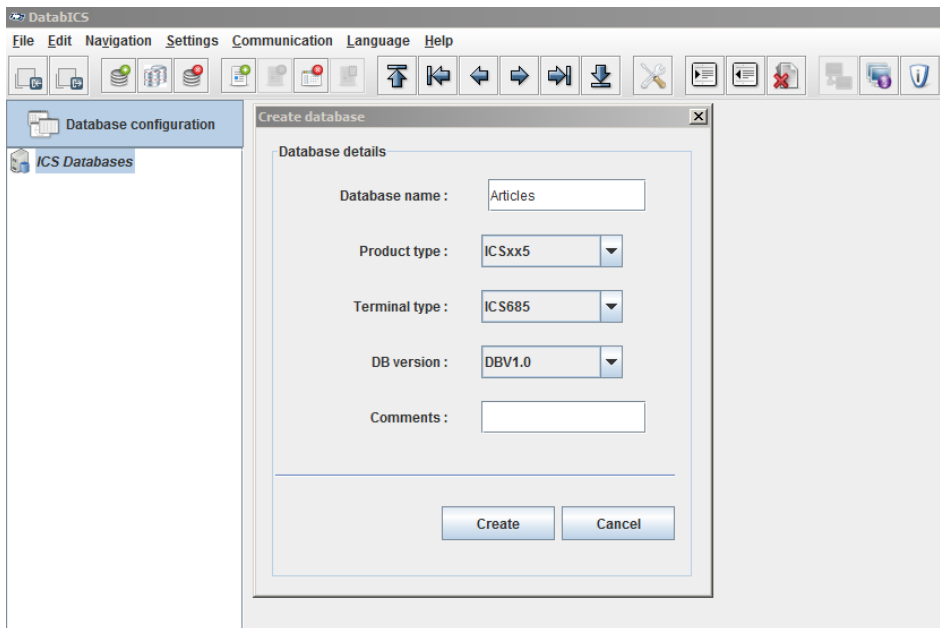 DatabICS
File Edit Navigation Settings Communication Language Help
Database configuration
ICS Databases
Create database
Database details
Database name :
Articles
Product type :
ICSxx5
Terminal type :
ICS685
DB version :
DBV1.0
Comments :
Create Cancel